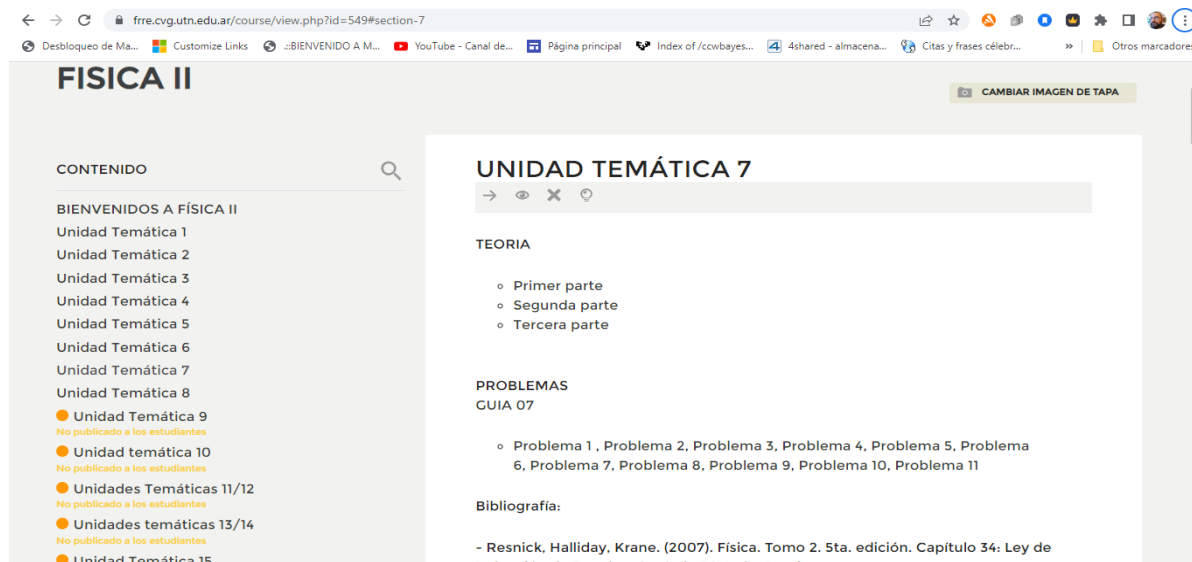 frre.cvg.utn.edu.ar/course/view.php?id=549#section-7
Desbloqueo de Ma... Customize Links .::BIENVENIDO A M... YouTube - Canal de... Página principal Index of /ccwbayes... 4shared - almacena... Citas y frases célebr... » Otros marcadores
FISICA II
CAMBIAR IMAGEN DE TAPA
CONTENIDO
BIENVENIDOS A FÍSICA II
Unidad Temática 1
Unidad Temática 2
Unidad Temática 3
Unidad Temática 4
Unidad Temática 5
Unidad Temática 6
Unidad Temática 7
Unidad Temática 8
Unidad Temática 9
No publicado a los estudiantes
Unidad temática 10
No publicado a los estudiantes
Unidades Temáticas 11/12
No publicado a los estudiantes
Unidades temáticas 13/14
No publicado a los estudiantes
Unidad Temática 15
UNIDAD TEMÁTICA 7
TEORIA
Primer parte
Segunda parte
Tercera parte
PROBLEMAS
GUIA 07
Problema 1 , Problema 2, Problema 3, Problema 4, Problema 5, Problema
6, Problema 7, Problema 8, Problema 9, Problema 10, Problema 11
Bibliografía:
- Resnick, Halliday, Krane. (2007). Física. Tomo 2. 5ta. edición. Capítulo 34: Ley de